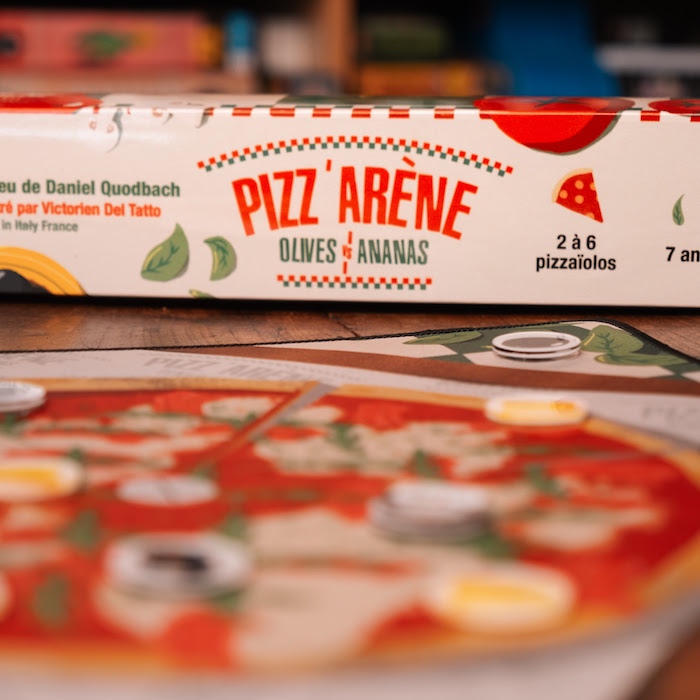 eu de Daniel Quodbach
ré par Victorien Del Tatto
in Italy France
PIZZ'ARÈNE
OLIVES VS ANANAS
2 à 6
pizzaïolos
7 an